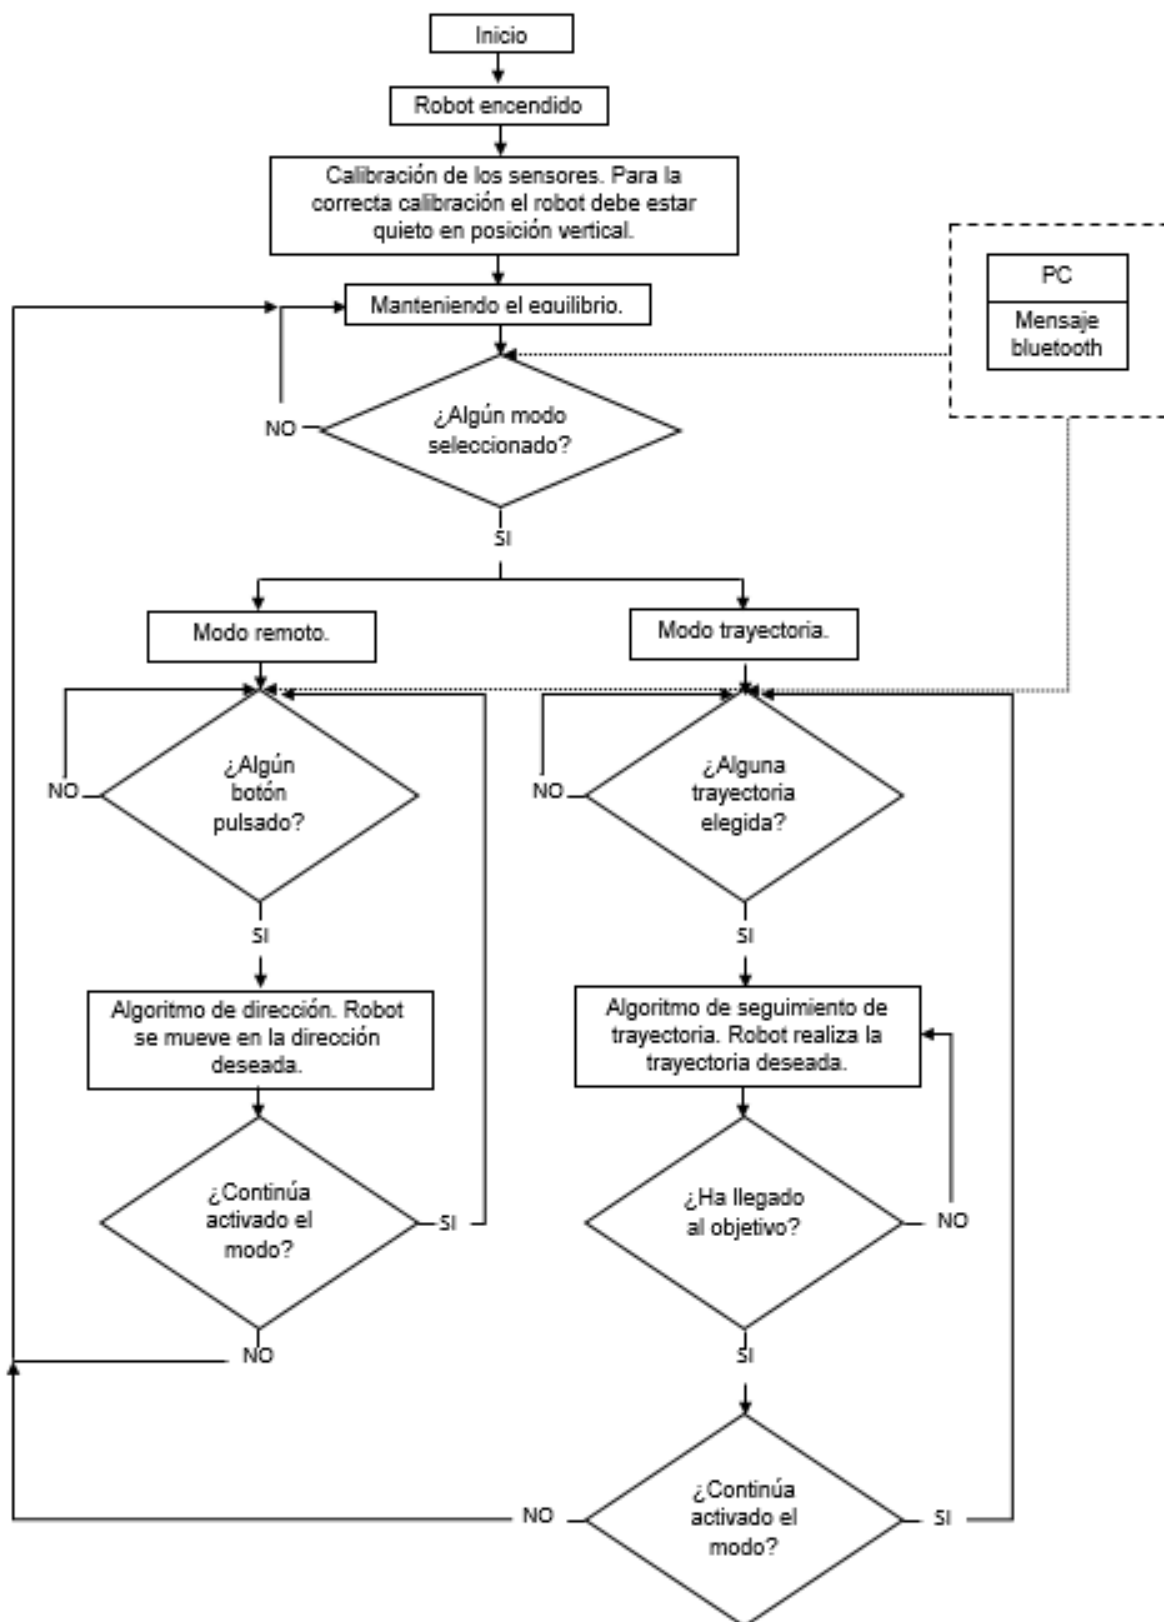 Inicio
Robot encendido
Calibración de los sensores. Para la
correcta calibración el robot debe estar
quieto en posición vertical.
PC
Mensaje
bluetooth
Manteniendo el equilibrio.
¿Algún modo
seleccionado?
NO
SI
Modo remoto.
Modo trayectoria.
¿Algún
botón
pulsado?
NO
¿Alguna
trayectoria
elegida?
NO
SI
SI
Algoritmo de dirección. Robot
se mueve en la dirección
deseada.
Algoritmo de seguimiento de
trayectoria. Robot realiza la
trayectoria deseada.
¿Continúa
activado el
modo?
SI
¿Ha llegado
al objetivo?
NO
NO
SI
¿Continúa
activado el
modo?
NO
SI